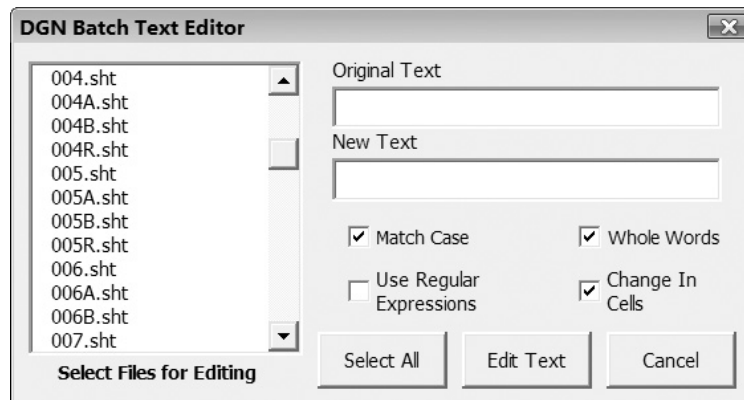 DGN Batch Text Editor
004.sht
004A.sht
004B.sht
004R.sht
005.sht
005A.sht
005B.sht
005R.sht
006.sht
006A.sht
006B.sht
007.sht
Select Files for Editing
Original Text
New Text
Match Case
Whole Words
Use Regular
Expressions
Change In
Cells
Select All
Edit Text
Cancel